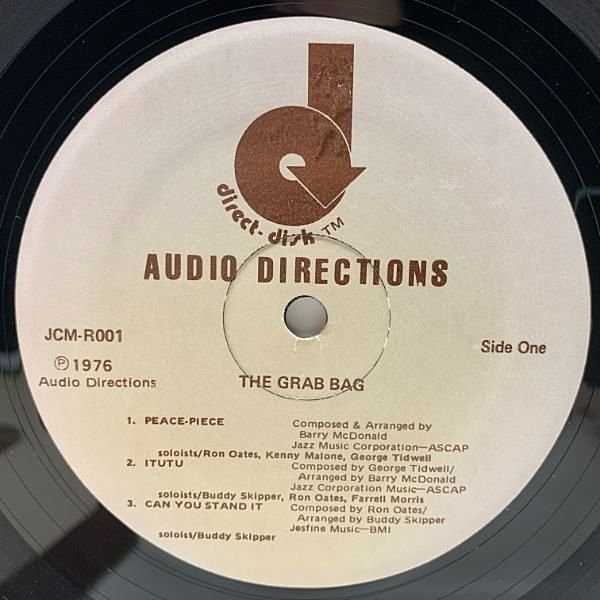 direct-disk™
AUDIO DIRECTIONS
JCM-R001
Ⓟ1976
Audio Directions
Side One
THE GRAB BAG
1. PEACE-PIECE Composed & Arranged by
Barry McDonald
Jazz Music Corporation—ASCAP
soloists/Ron Oates, Kenny Malone, George Tidwell
2. ITUTU Composed by George Tidwell/
Arranged by Barry McDonald
Jazz Corporation Music—ASCAP
soloists/Buddy Skipper, Ron Oates, Farrell Morris
3. CAN YOU STAND IT Composed by Ron Oates/
Arranged by Buddy Skipper
Jesfine Music—BMI
soloist/Buddy Skipper